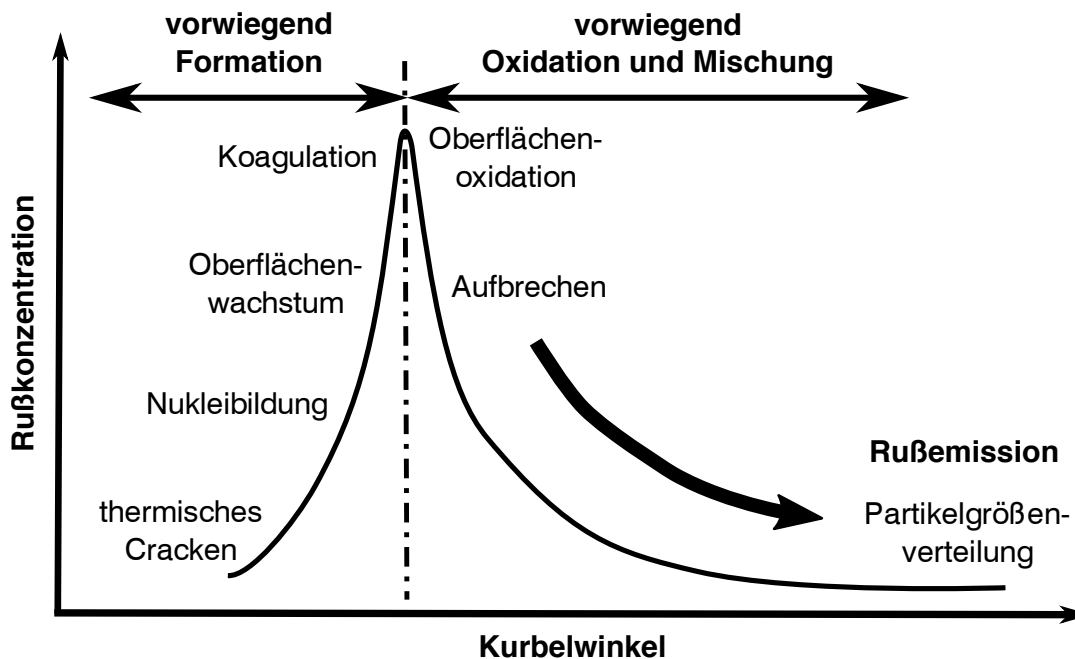 vorwiegend
Formation
vorwiegend
Oxidation und Mischung
Koagulation
Oberflächen-
oxidation
Oberflächen-
wachstum
Aufbrechen
Nukleibildung
thermisches
Cracken
Rußemission
Partikelgrößen-
verteilung
Rußkonzentration
Kurbelwinkel